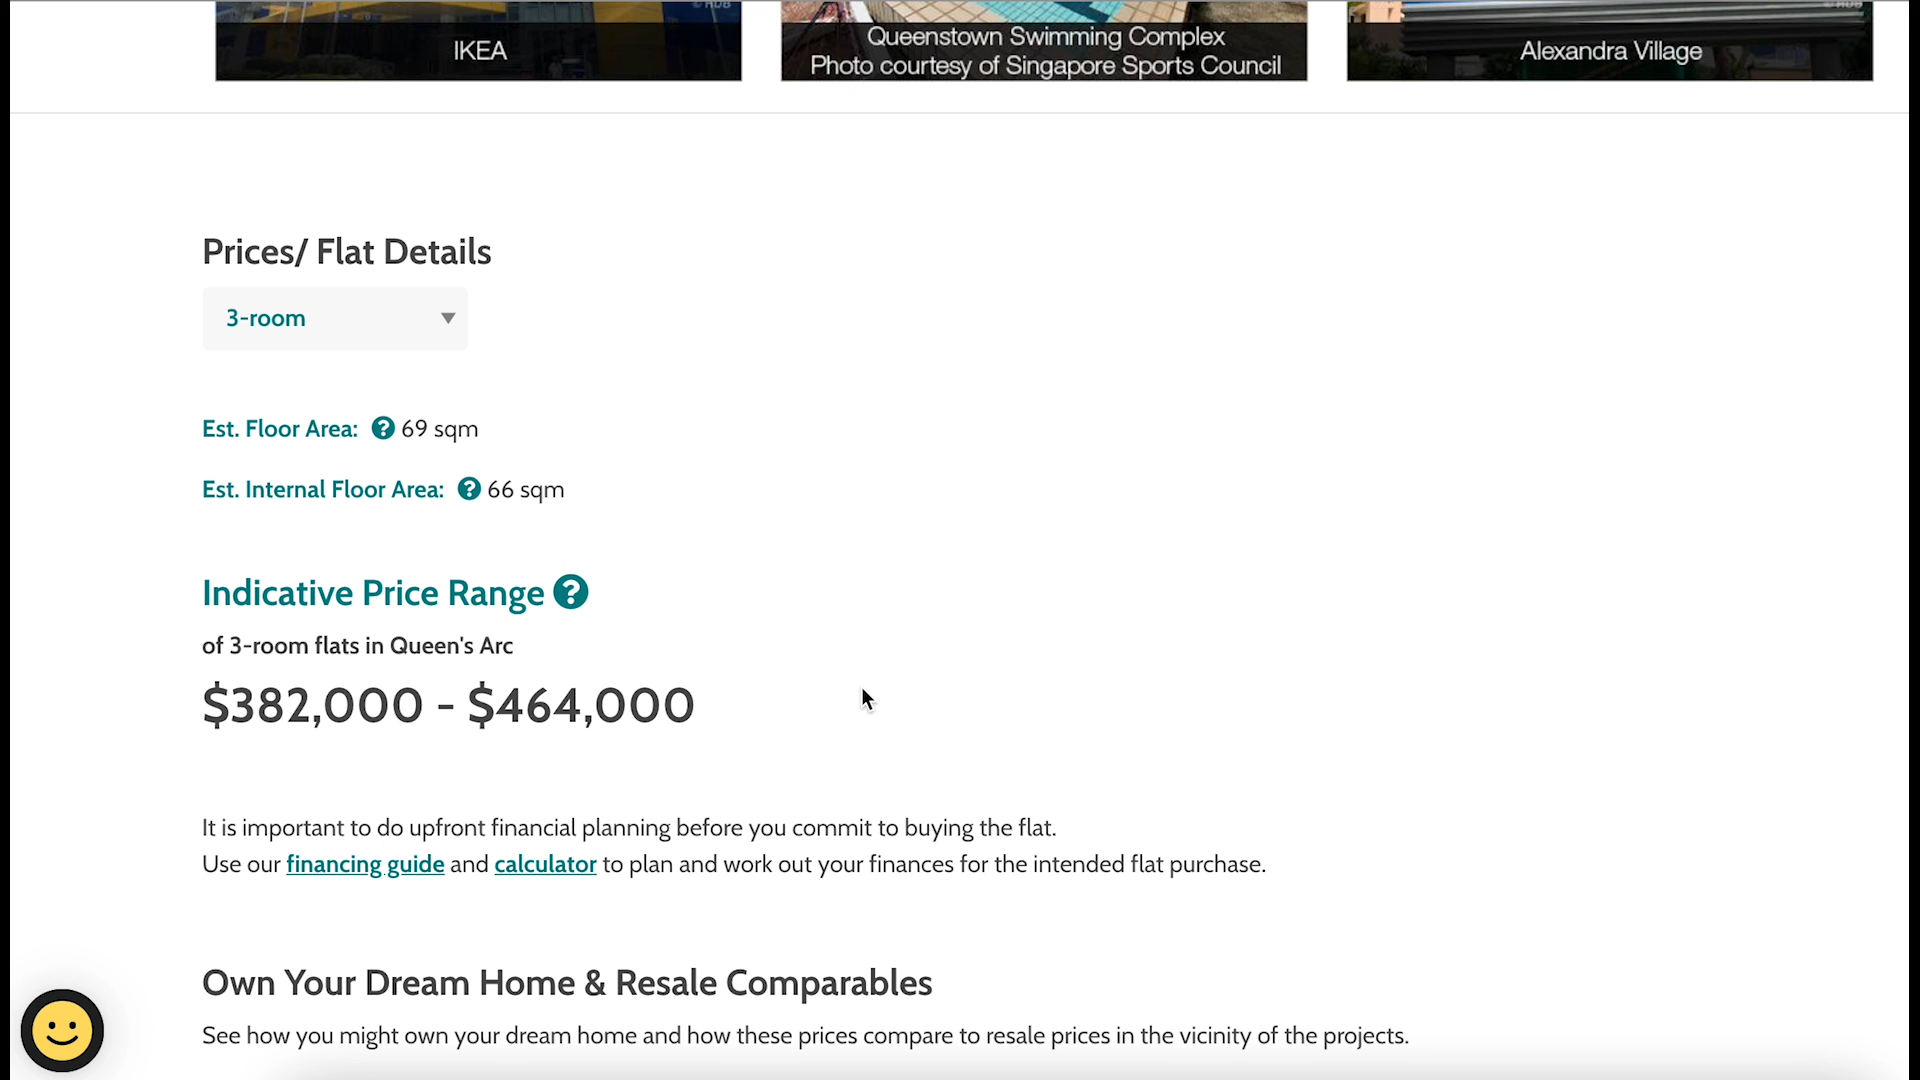 © HDB
© HDB
IKEA
Queenstown Swimming Complex
Photo courtesy of Singapore Sports Council
Alexandra Village
Prices/ Flat Details
3-room
Est. Floor Area: ? 69 sqm
Est. Internal Floor Area: ? 66 sqm
Indicative Price Range ?
of 3-room flats in Queen's Arc
$382,000 - $464,000
It is important to do upfront financial planning before you commit to buying the flat.
Use our financing guide and calculator to plan and work out your finances for the intended flat purchase.
Own Your Dream Home & Resale Comparables
See how you might own your dream home and how these prices compare to resale prices in the vicinity of the projects.